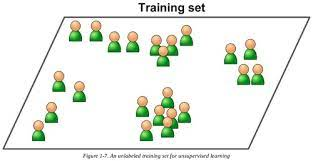 Training set
Figure 1-7. An unlabeled training set for unsupervised learning